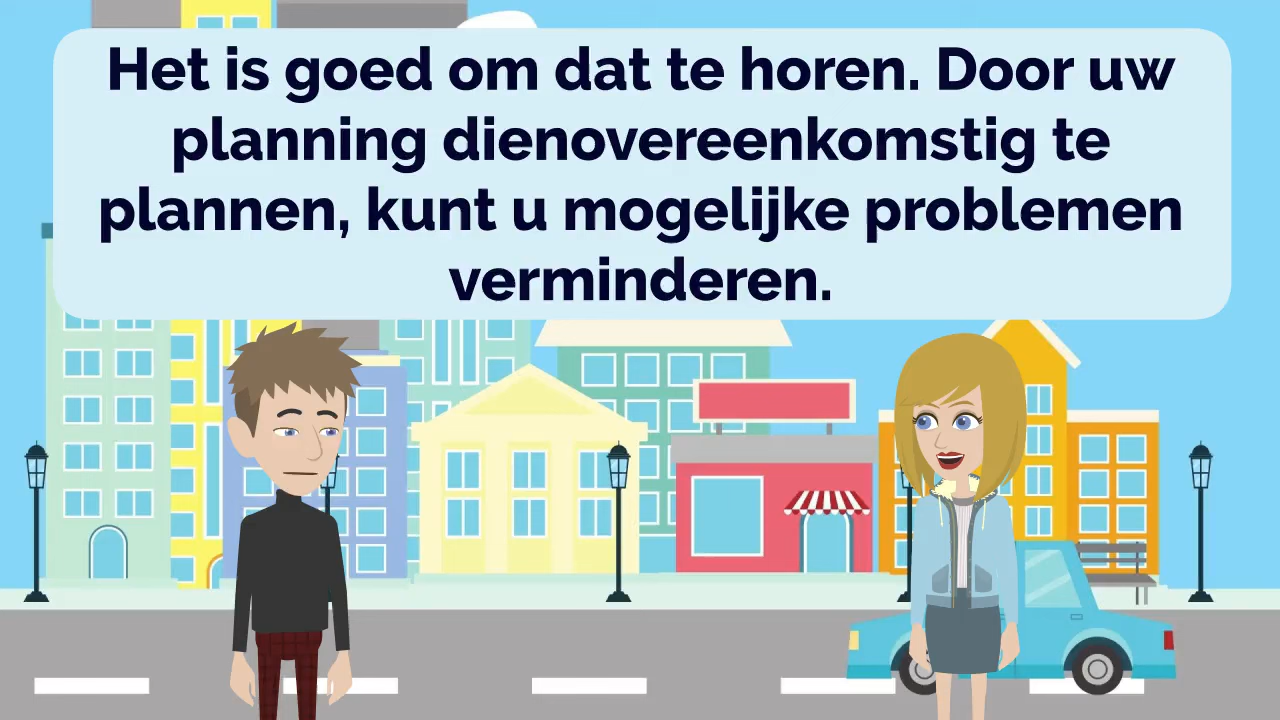 Het is goed om dat te horen. Door uw
planning dienovereenkomstig te
plannen, kunt u mogelijke problemen
verminderen.